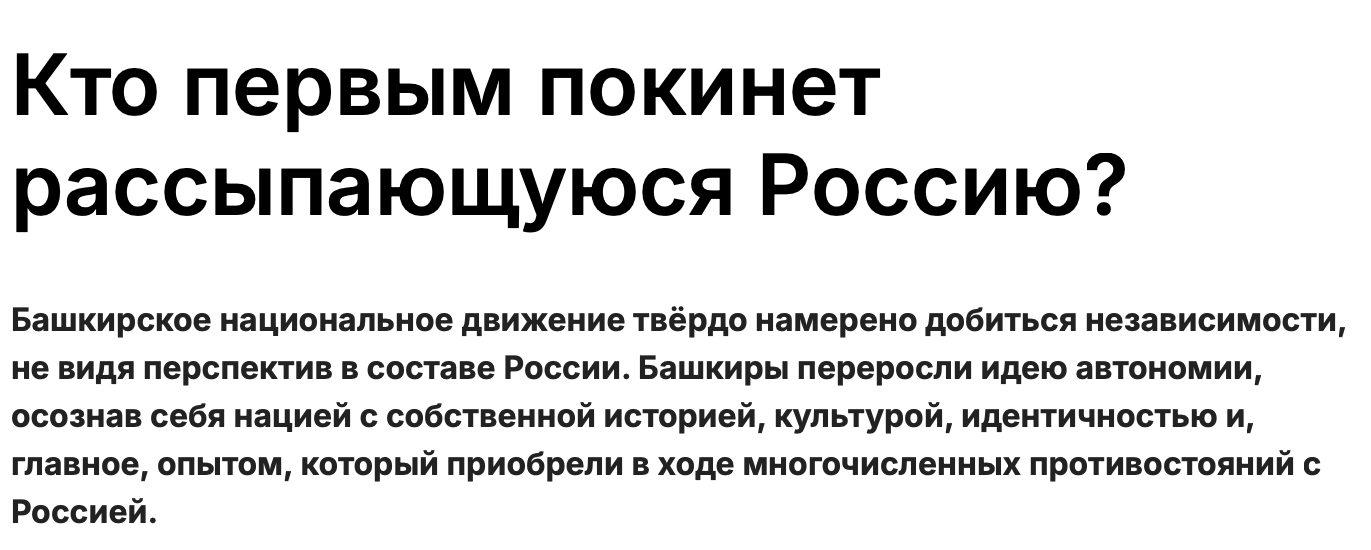 Кто первым покинет
рассыпающуюся Россию?
Башкирское национальное движение твёрдо намерено добиться независимости,
не видя перспектив в составе России. Башкиры переросли идею автономии,
осознав себя нацией с собственной историей, культурой, идентичностью и,
главное, опытом, который приобрели в ходе многочисленных противостояний с
Россией.